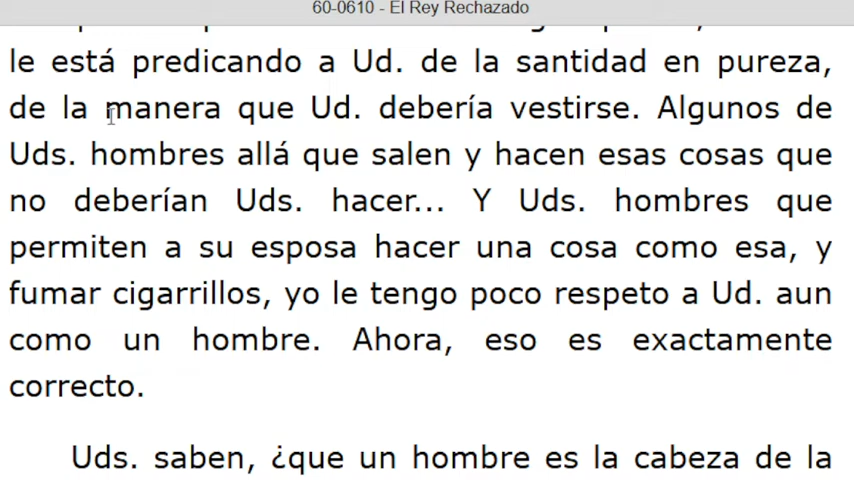 60-0610 - El Rey Rechazado
le está predicando a Ud. de la santidad en pureza,
de la manera que Ud. debería vestirse. Algunos de
Uds. hombres allá que salen y hacen esas cosas que
no deberían Uds. hacer... Y Uds. hombres que
permiten a su esposa hacer una cosa como esa, y
fumar cigarrillos, yo le tengo poco respeto a Ud. aun
como un hombre. Ahora, eso es exactamente
correcto.
Uds. saben, ¿que un hombre es la cabeza de la